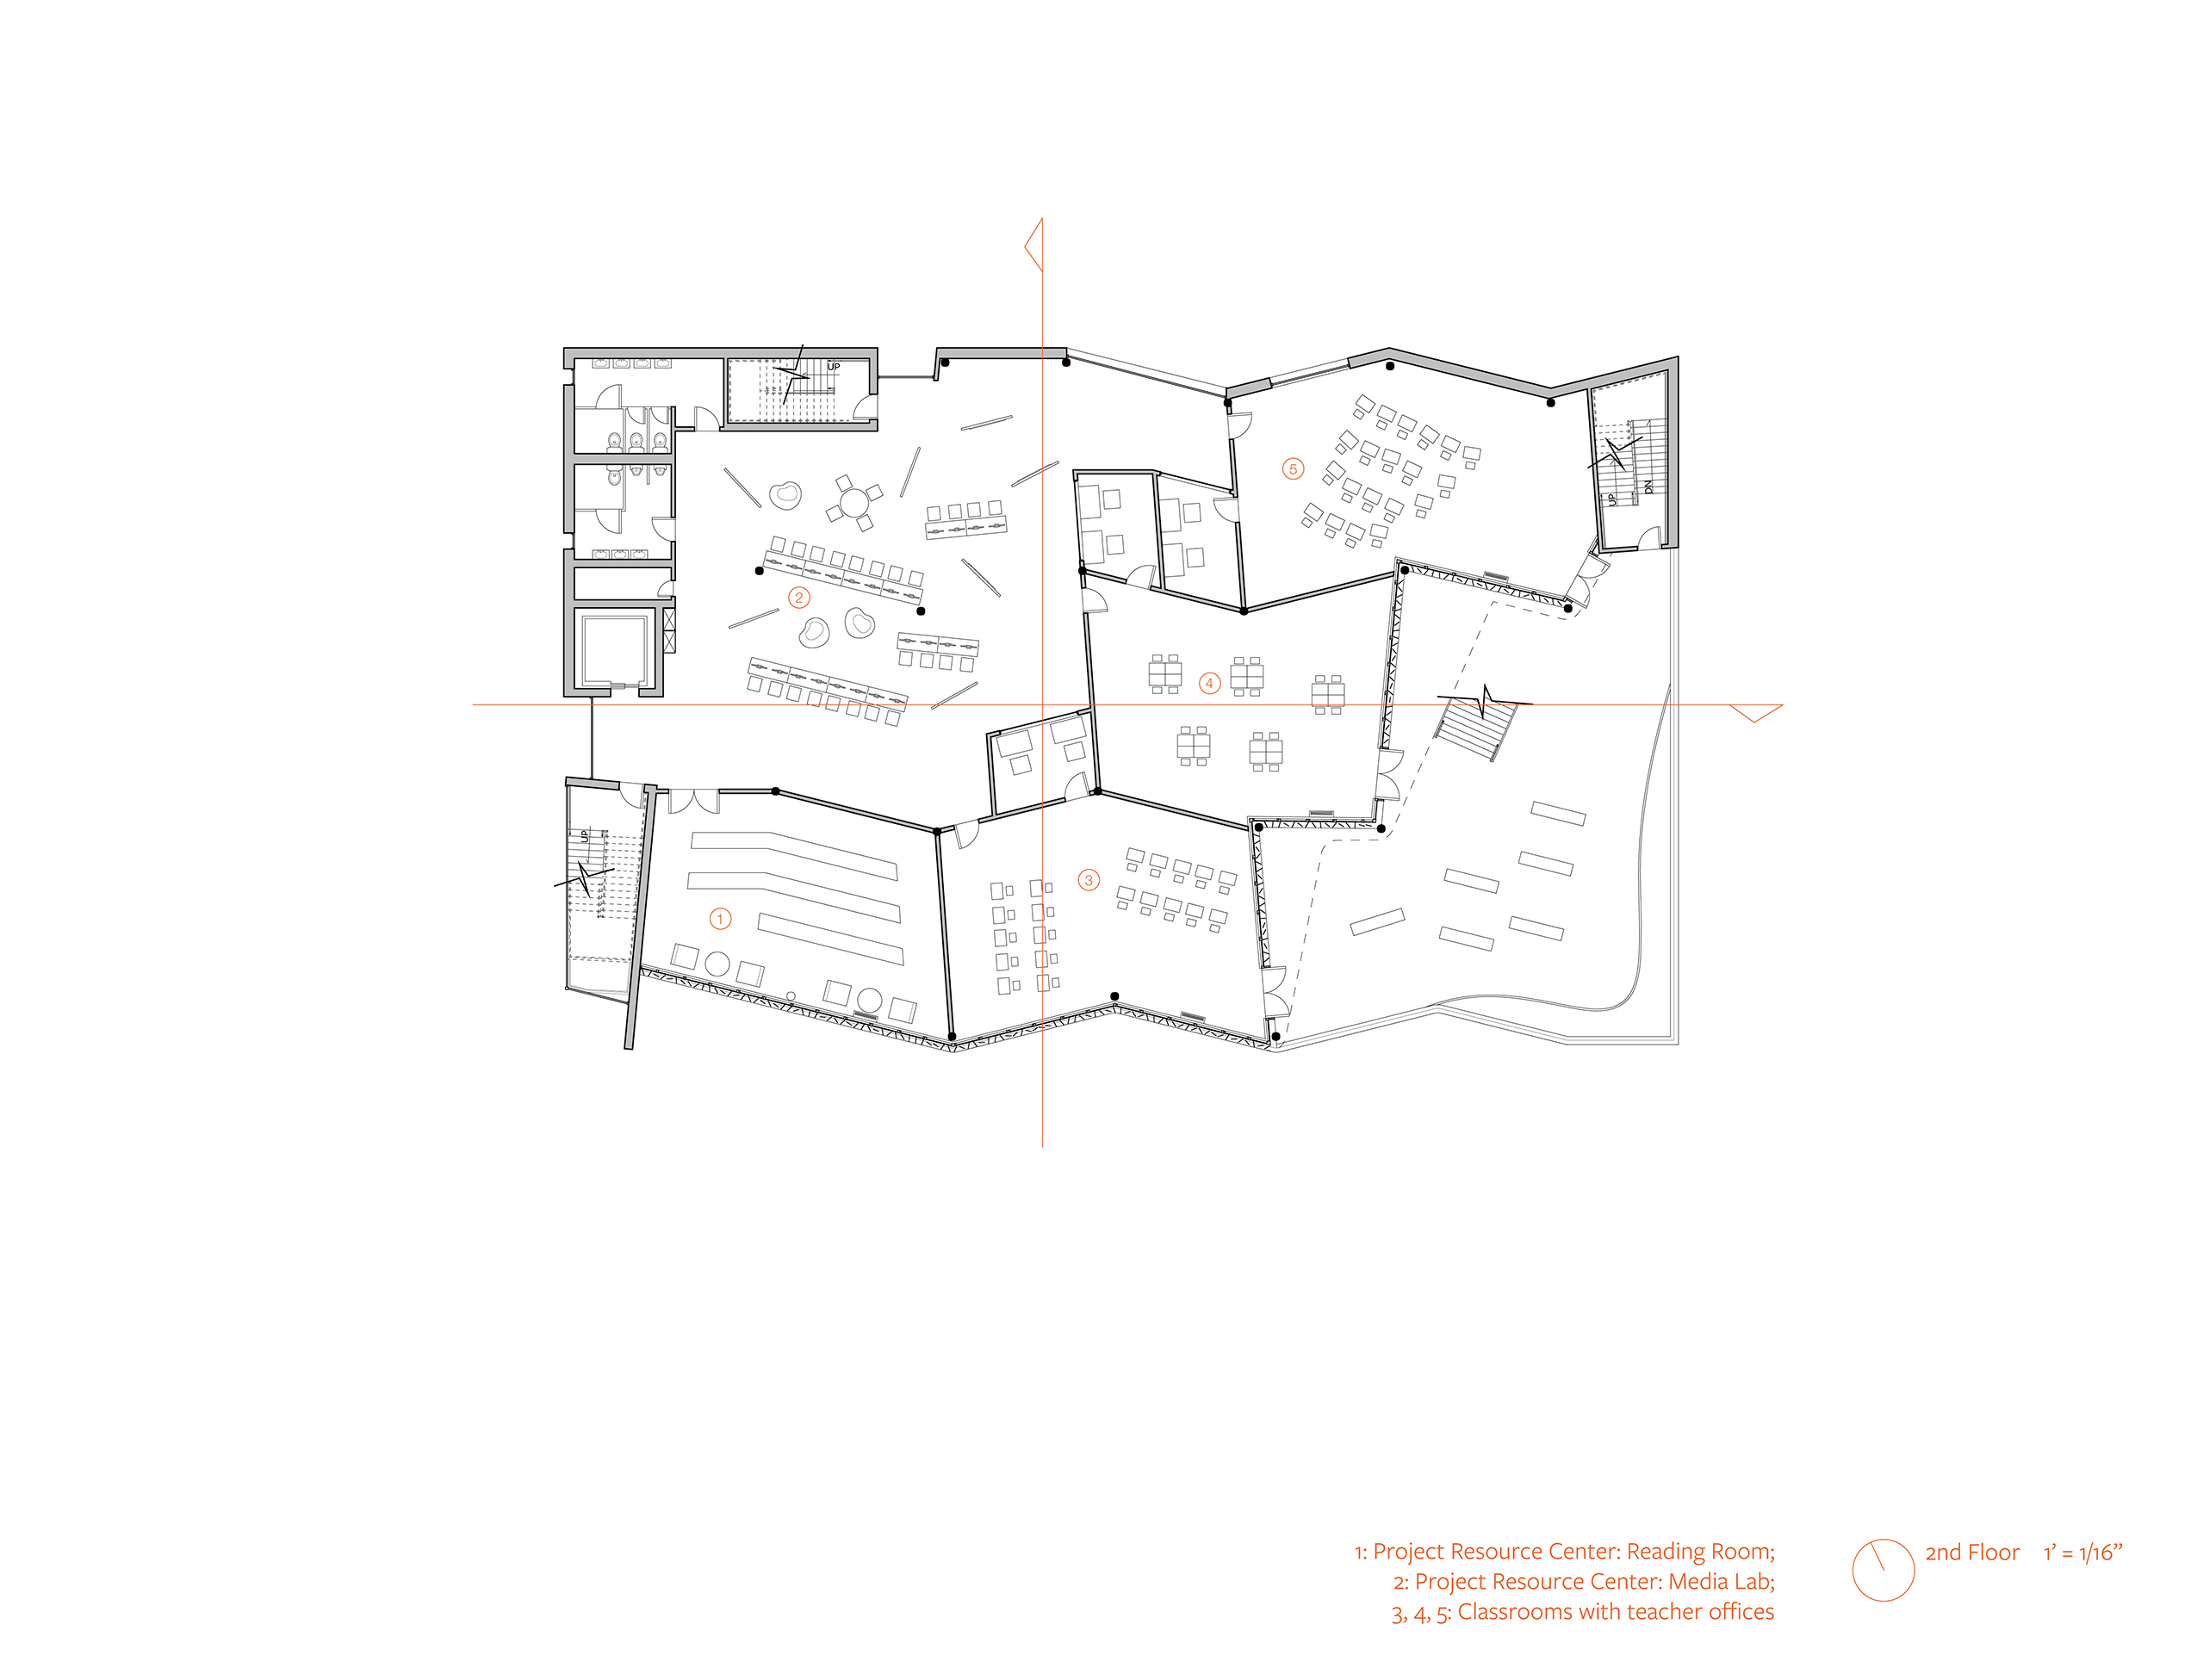 UP
5
UP
DN
2
4
UP
3
1
1: Project Resource Center: Reading Room;
2: Project Resource Center: Media Lab;
3, 4, 5: Classrooms with teacher offices
2nd Floor 1’ = 1/16”